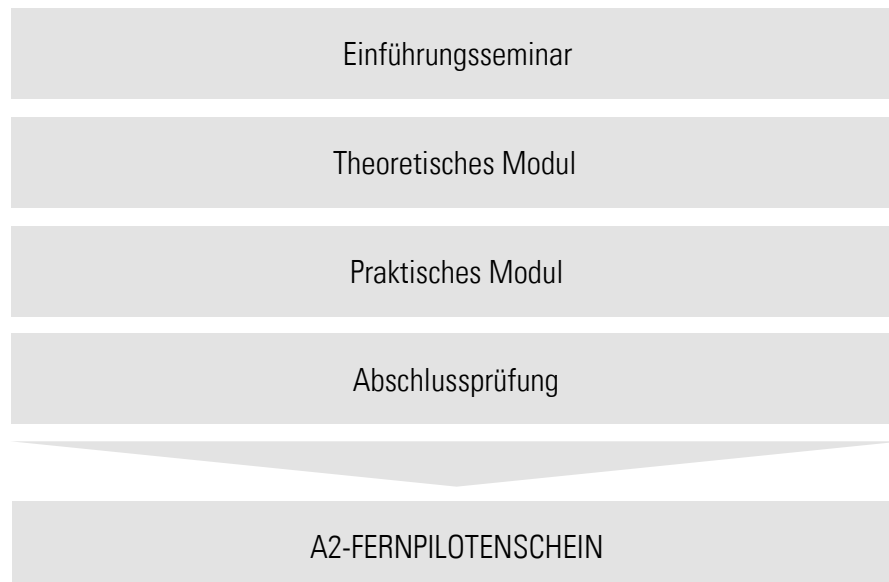 Einführungsseminar
Theoretisches Modul
Praktisches Modul
Abschlussprüfung
A2-FERNPILOTENSCHEIN